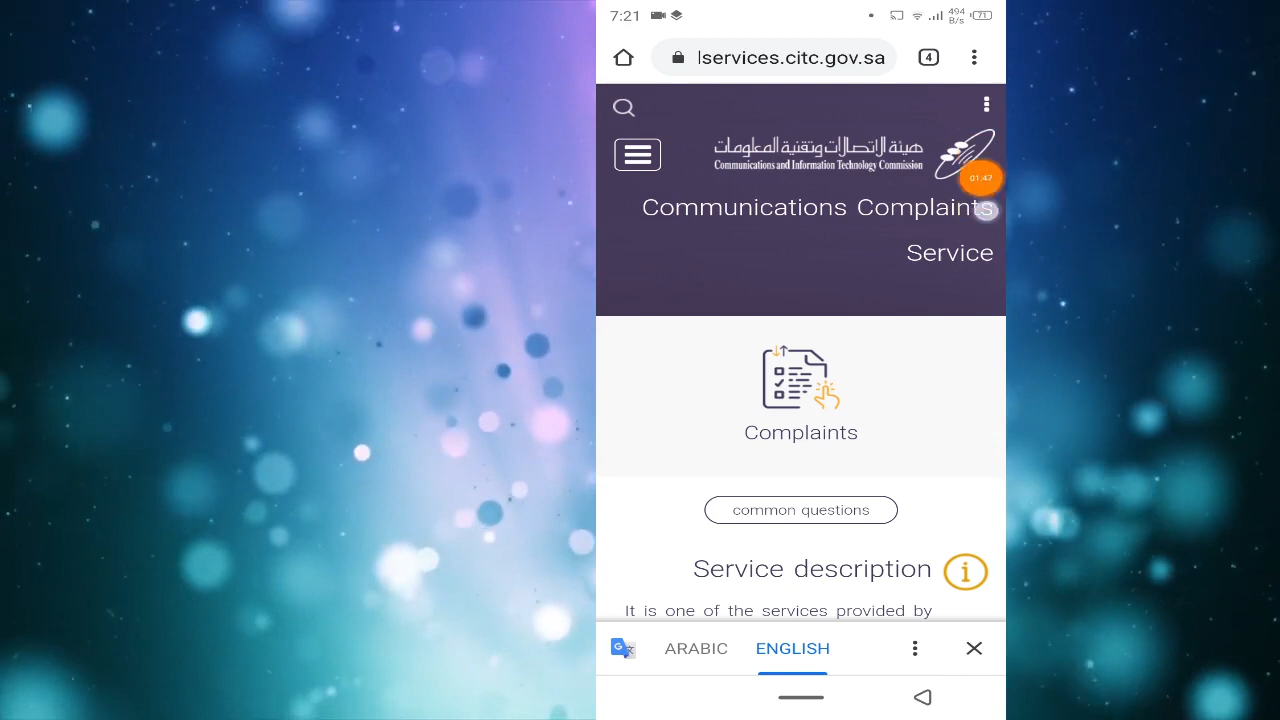 7:21
494
B/s
71
lservices.citc.gov.sa
4
هيئة الاتصالات وتقنية المعلومات
Communications and Information Technology Commission
01:47
Communications Complaints
Service
Complaints
common questions
Service description
i
It is one of the services provided by
G
ARABIC
ENGLISH